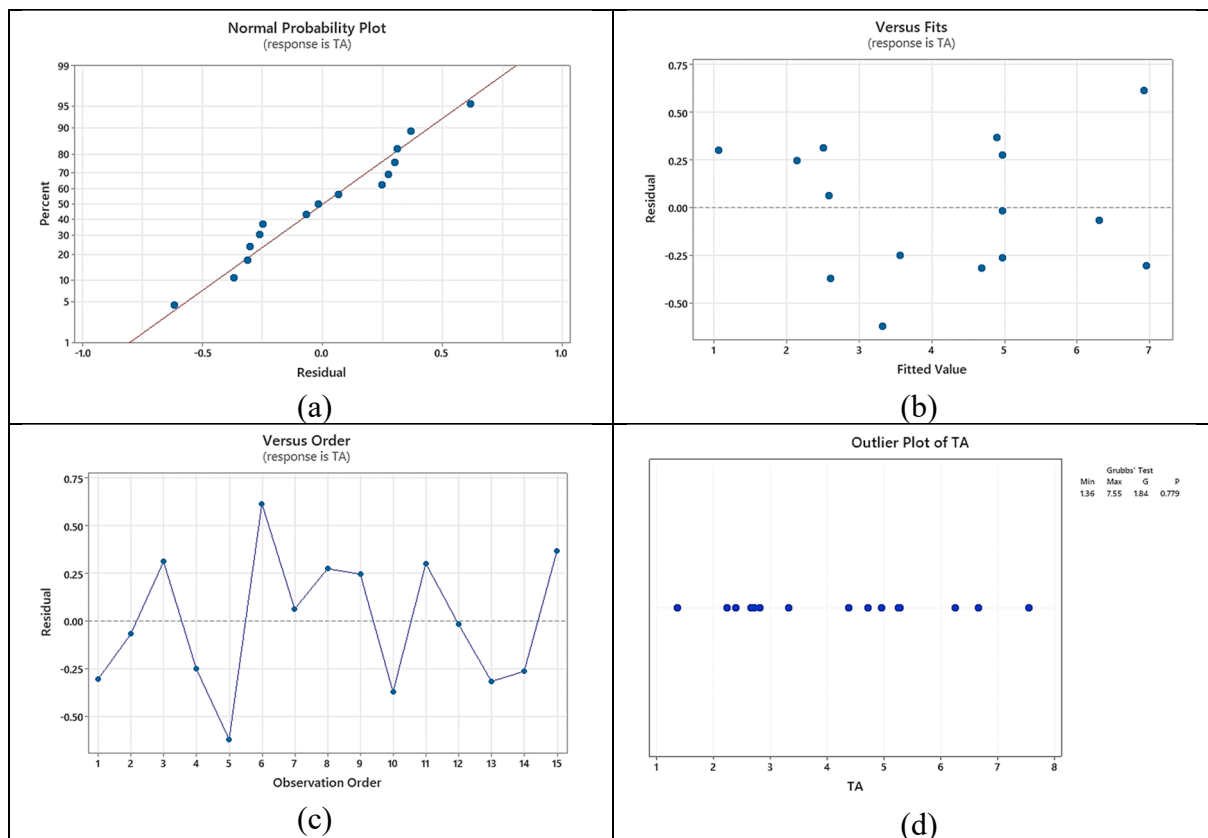 Normal Probability Plot
(response is TA)
99
95
90
80
70
60
50
40
30
20
10
5
1
Percent
-1.0 -0.5 0.0 0.5 1.0
Residual
(a)
Versus Fits
(response is TA)
0.75
0.50
0.25
0.00
-0.25
-0.50
Residual
1 2 3 4 5 6 7
Fitted Value
(b)
Versus Order
(response is TA)
0.75
0.50
0.25
0.00
-0.25
-0.50
Residual
1 2 3 4 5 6 7 8 9 10 11 12 13 14 15
Observation Order
(c)
Outlier Plot of TA
Grubbs' Test
Min Max G P
1.36 7.55 1.84 0.779
1 2 3 4 5 6 7 8
TA
(d)